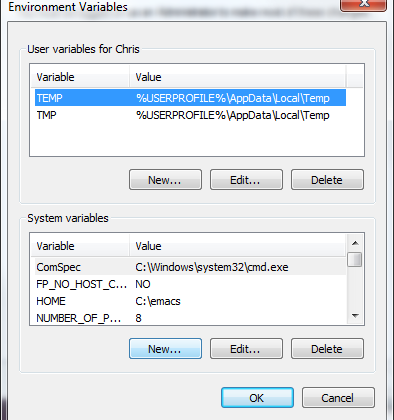 Environment Variables
User variables for Chris
Variable Value
TEMP %USERPROFILE%\AppData\Local\Temp
TMP %USERPROFILE%\AppData\Local\Temp
New... Edit... Delete
System variables
Variable Value
ComSpec C:\Windows\system32\cmd.exe
FP_NO_HOST_C... NO
HOME C:\emacs
NUMBER_OF_P... 8
New... Edit... Delete
OK Cancel